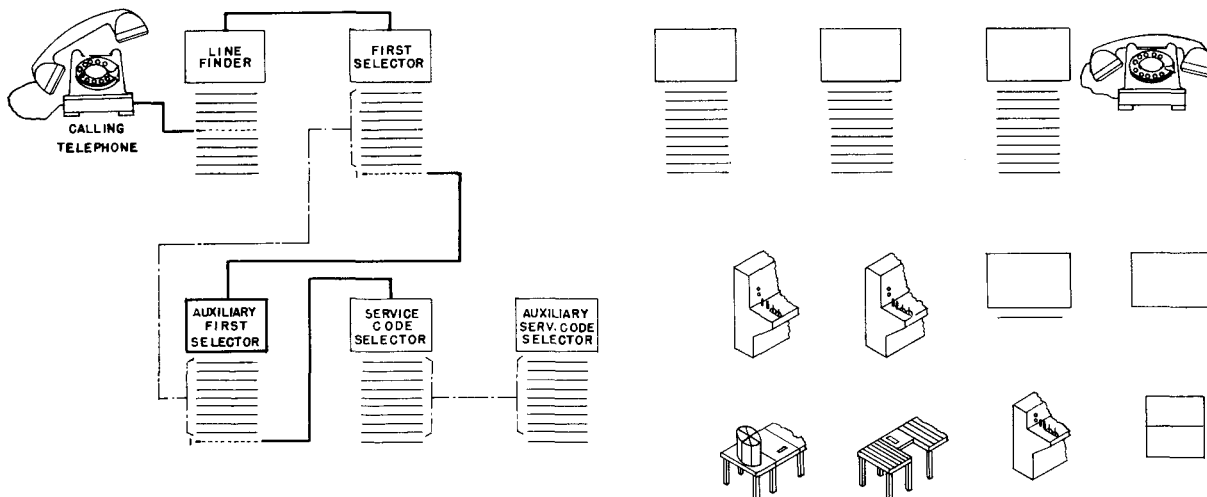 LINE
FINDER
FIRST
SELECTOR
CALLING
TELEPHONE
AUXILIARY
FIRST
SELECTOR
SERVICE
CODE
SELECTOR
AUXILIARY
SERV. CODE
SELECTOR